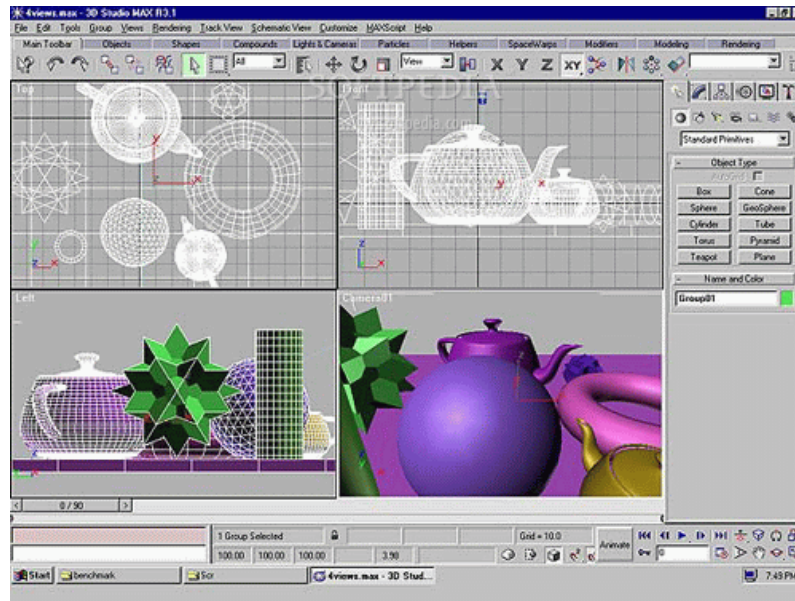 4views.max - 3D Studio MAX R3.1
File Edit Tools Group Views Rendering Track View Schematic View Customize MAXScript Help
Main Toolbar Objects Shapes Compounds Lights & Cameras Particles Helpers SpaceWarps Modifiers Modeling Rendering
All View X Y Z XY
SOFTPEDIA
Top Front
Standard Primitives
- Object Type
AutoGrid
Box Cone
Sphere GeoSphere
Cylinder Tube
Torus Pyramid
Teapot Plane
- Name and Color
Group01
Left Camera01
< 0 / 90 >
1 Group Selected Grid = 10.0
100.00 100.00 100.00 3.98 Animate 0
Start benchmark Scr 4views.max - 3D Stud... 7:49 PM